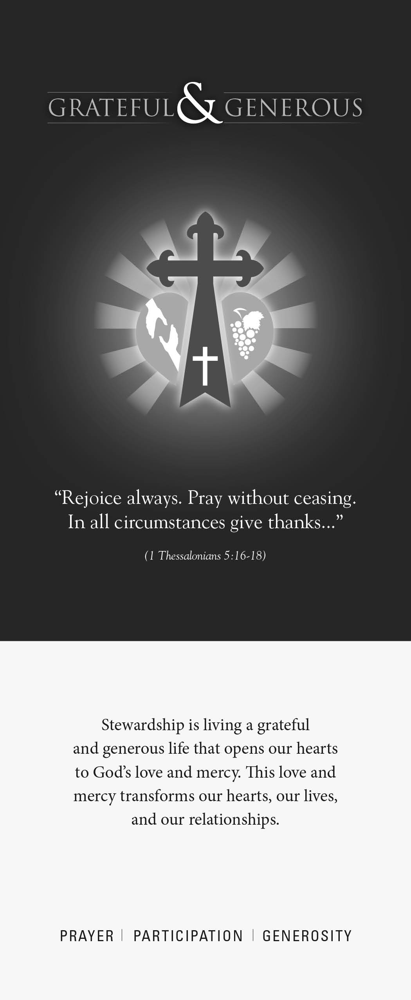 GRATEFUL & GENEROUS
“Rejoice always. Pray without ceasing.
In all circumstances give thanks...”
(1 Thessalonians 5:16-18)
Stewardship is living a grateful
and generous life that opens our hearts
to God’s love and mercy. This love and
mercy transforms our hearts, our lives,
and our relationships.
PRAYER | PARTICIPATION | GENEROSITY